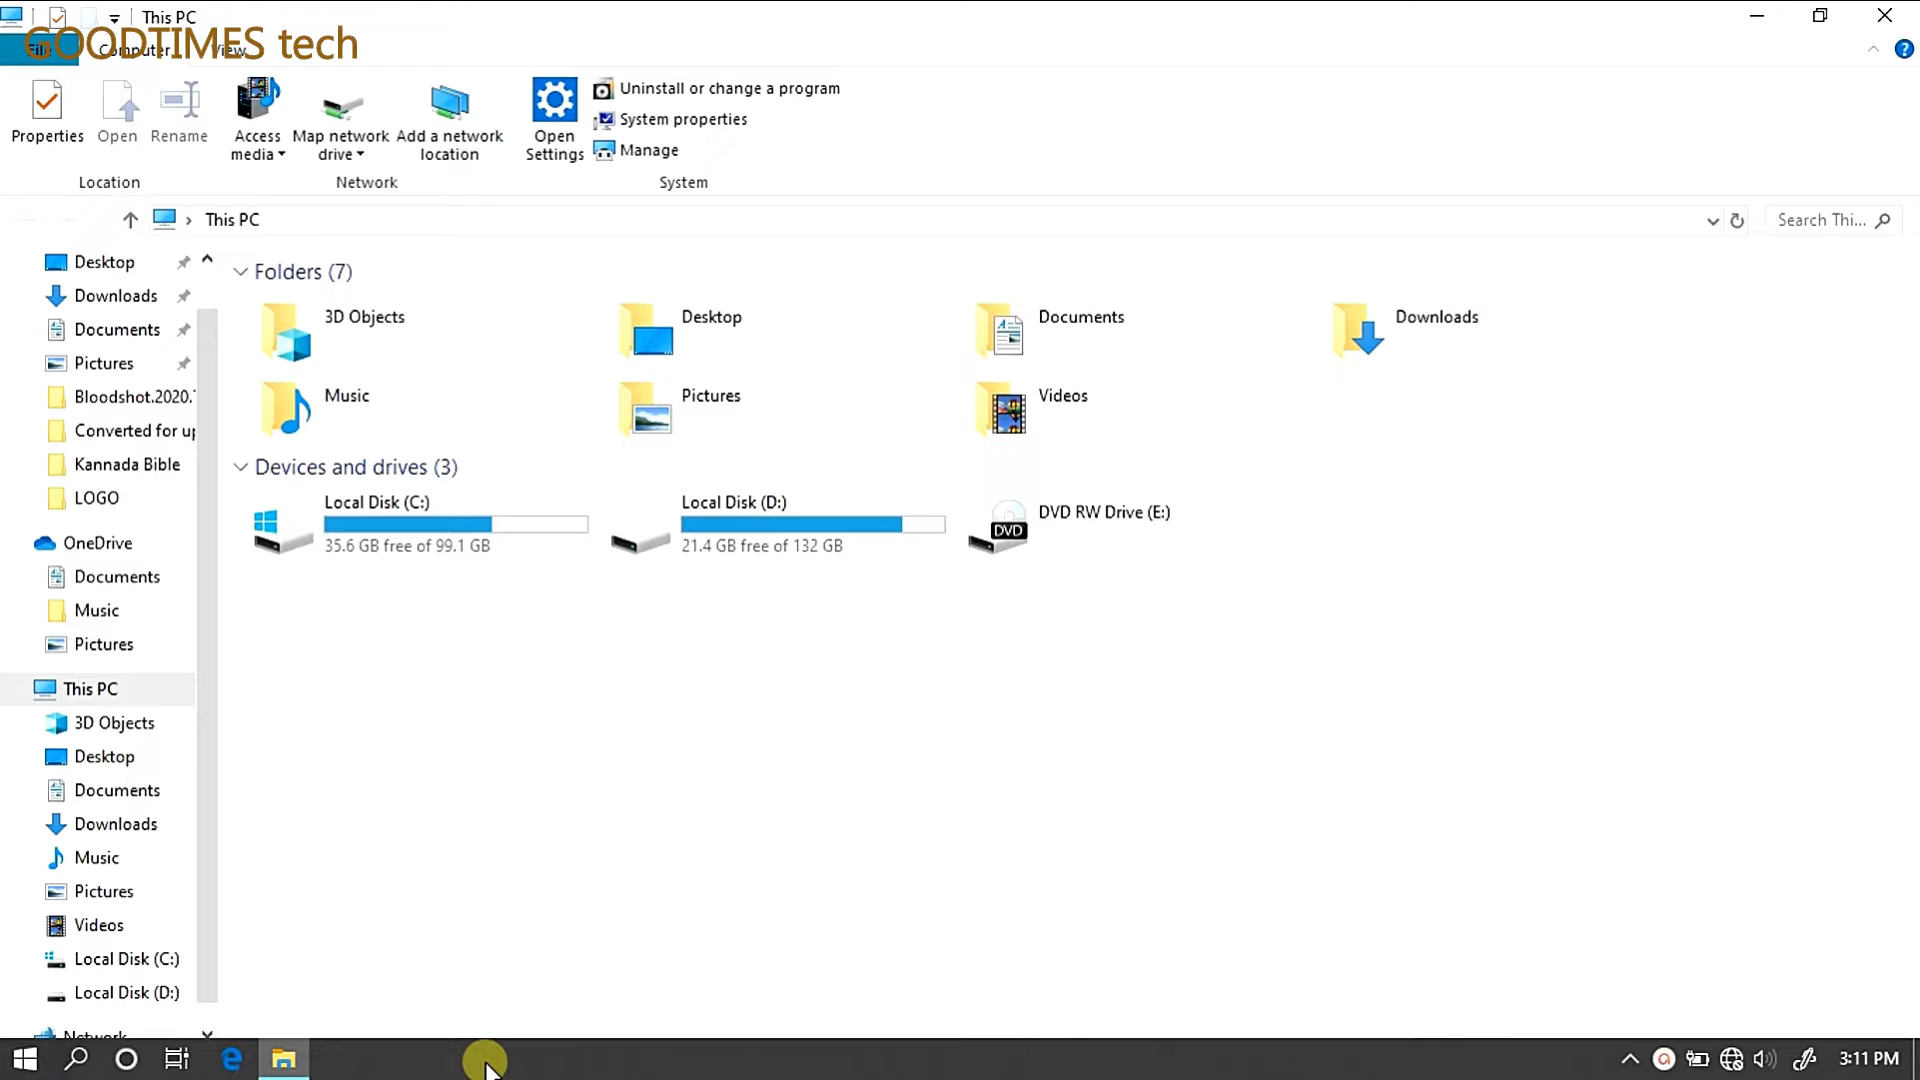 This PC
GOODTIMES tech
File Computer View
Uninstall or change a program
System properties
Manage
Properties Open Rename Access media Map network drive Add a network location Open Settings
Location Network System
This PC
Search Thi...
Desktop
Downloads
Documents
Pictures
Bloodshot.2020.
Converted for up
Kannada Bible
LOGO
OneDrive
Documents
Music
Pictures
This PC
3D Objects
Desktop
Documents
Downloads
Music
Pictures
Videos
Local Disk (C:)
Local Disk (D:)
Network
Folders (7)
3D Objects Desktop Documents Downloads
Music Pictures Videos
Devices and drives (3)
Local Disk (C:)
35.6 GB free of 99.1 GB
Local Disk (D:)
21.4 GB free of 132 GB
DVD
DVD RW Drive (E:)
3:11 PM